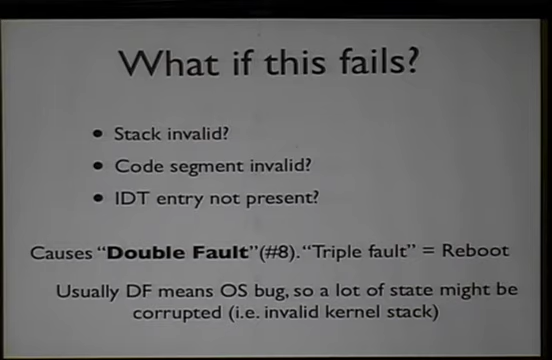 What if this fails?
• Stack invalid?
• Code segment invalid?
• IDT entry not present?
Causes “Double Fault”(#8).“Triple fault” = Reboot
Usually DF means OS bug, so a lot of state might be
corrupted (i.e. invalid kernel stack)